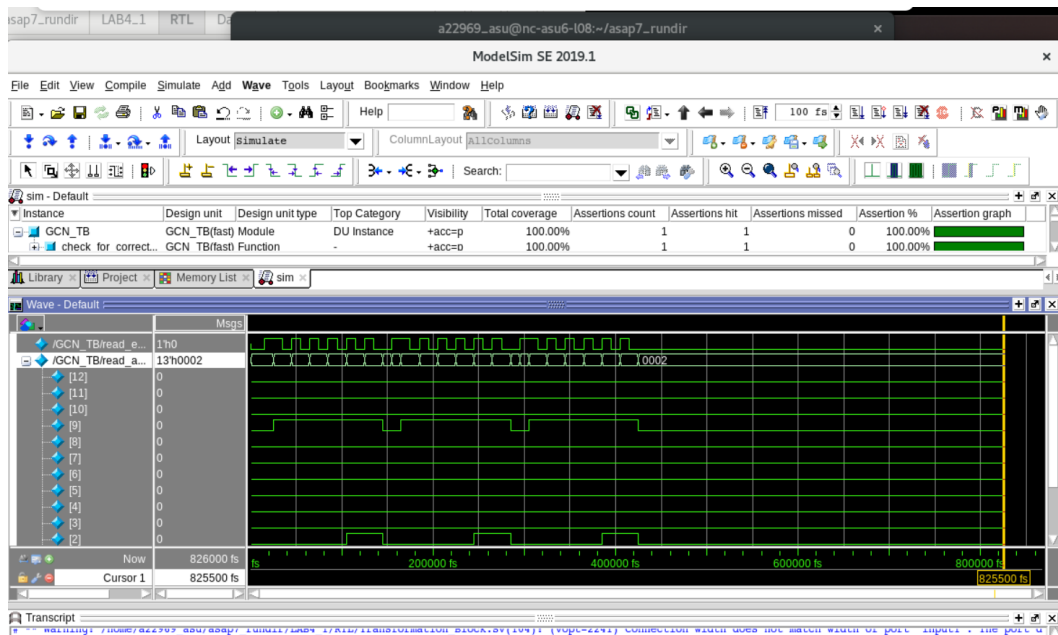 asap7_rundir LAB4_1 RTL Da
a22969_asu@nc-asu6-l08:~/asap7_rundir ×
ModelSim SE 2019.1 ×
File Edit View Compile Simulate Add Wave Tools Layout Bookmarks Window Help
Help 100 fs
Layout Simulate ColumnLayout AllColumns
Search:
sim - Default
Instance Design unit Design unit type Top Category Visibility Total coverage Assertions count Assertions hit Assertions missed Assertion % Assertion graph
GCN_TB GCN_TB(fast) Module DU Instance +acc=p 100.00% 1 1 0 100.00%
check_for_correct... GCN_TB(fast) Function - +acc=p 100.00% 1 1 0 100.00%
Library Project Memory List sim
Wave - Default
Msgs
/GCN_TB/read_e... 1'h0
/GCN_TB/read_a... 13'h0002 0002
[12] 0
[11] 0
[10] 0
[9] 0
[8] 0
[7] 0
[6] 0
[5] 0
[4] 0
[3] 0
[2] 0
Now 826000 fs fs 200000 fs 400000 fs 600000 fs 800000 fs
Cursor 1 825500 fs 825500 fs
Transcript